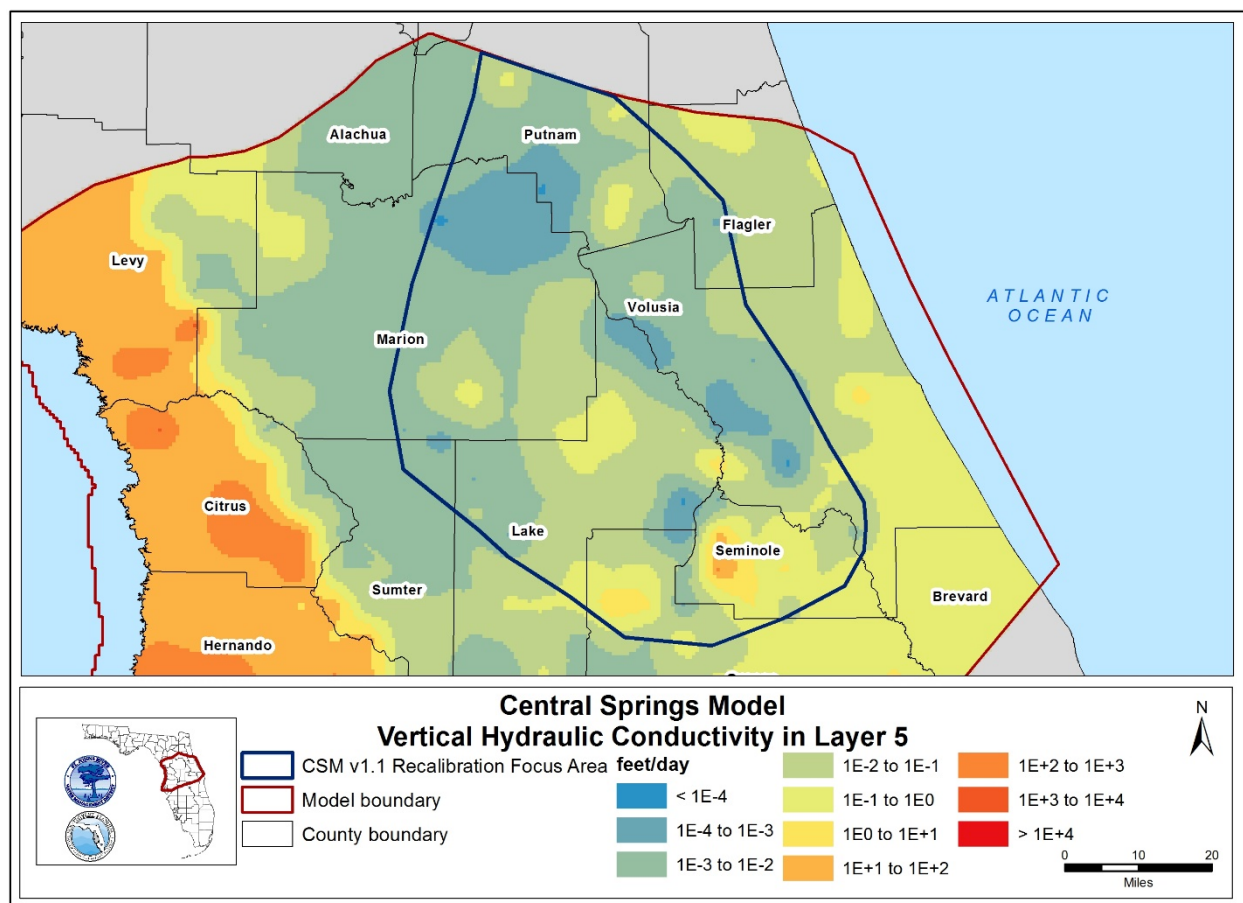 Alachua
Putnam
Flagler
Levy
Volusia
ATLANTIC
OCEAN
Marion
Citrus
Lake
Seminole
Sumter
Brevard
Hernando
Central Springs Model
Vertical Hydraulic Conductivity in Layer 5
CSM v1.1 Recalibration Focus Area
Model boundary
County boundary
feet/day
< 1E-4
1E-4 to 1E-3
1E-3 to 1E-2
1E-2 to 1E-1
1E-1 to 1E0
1E0 to 1E+1
1E+1 to 1E+2
1E+2 to 1E+3
1E+3 to 1E+4
> 1E+4
N
0 10 20
Miles